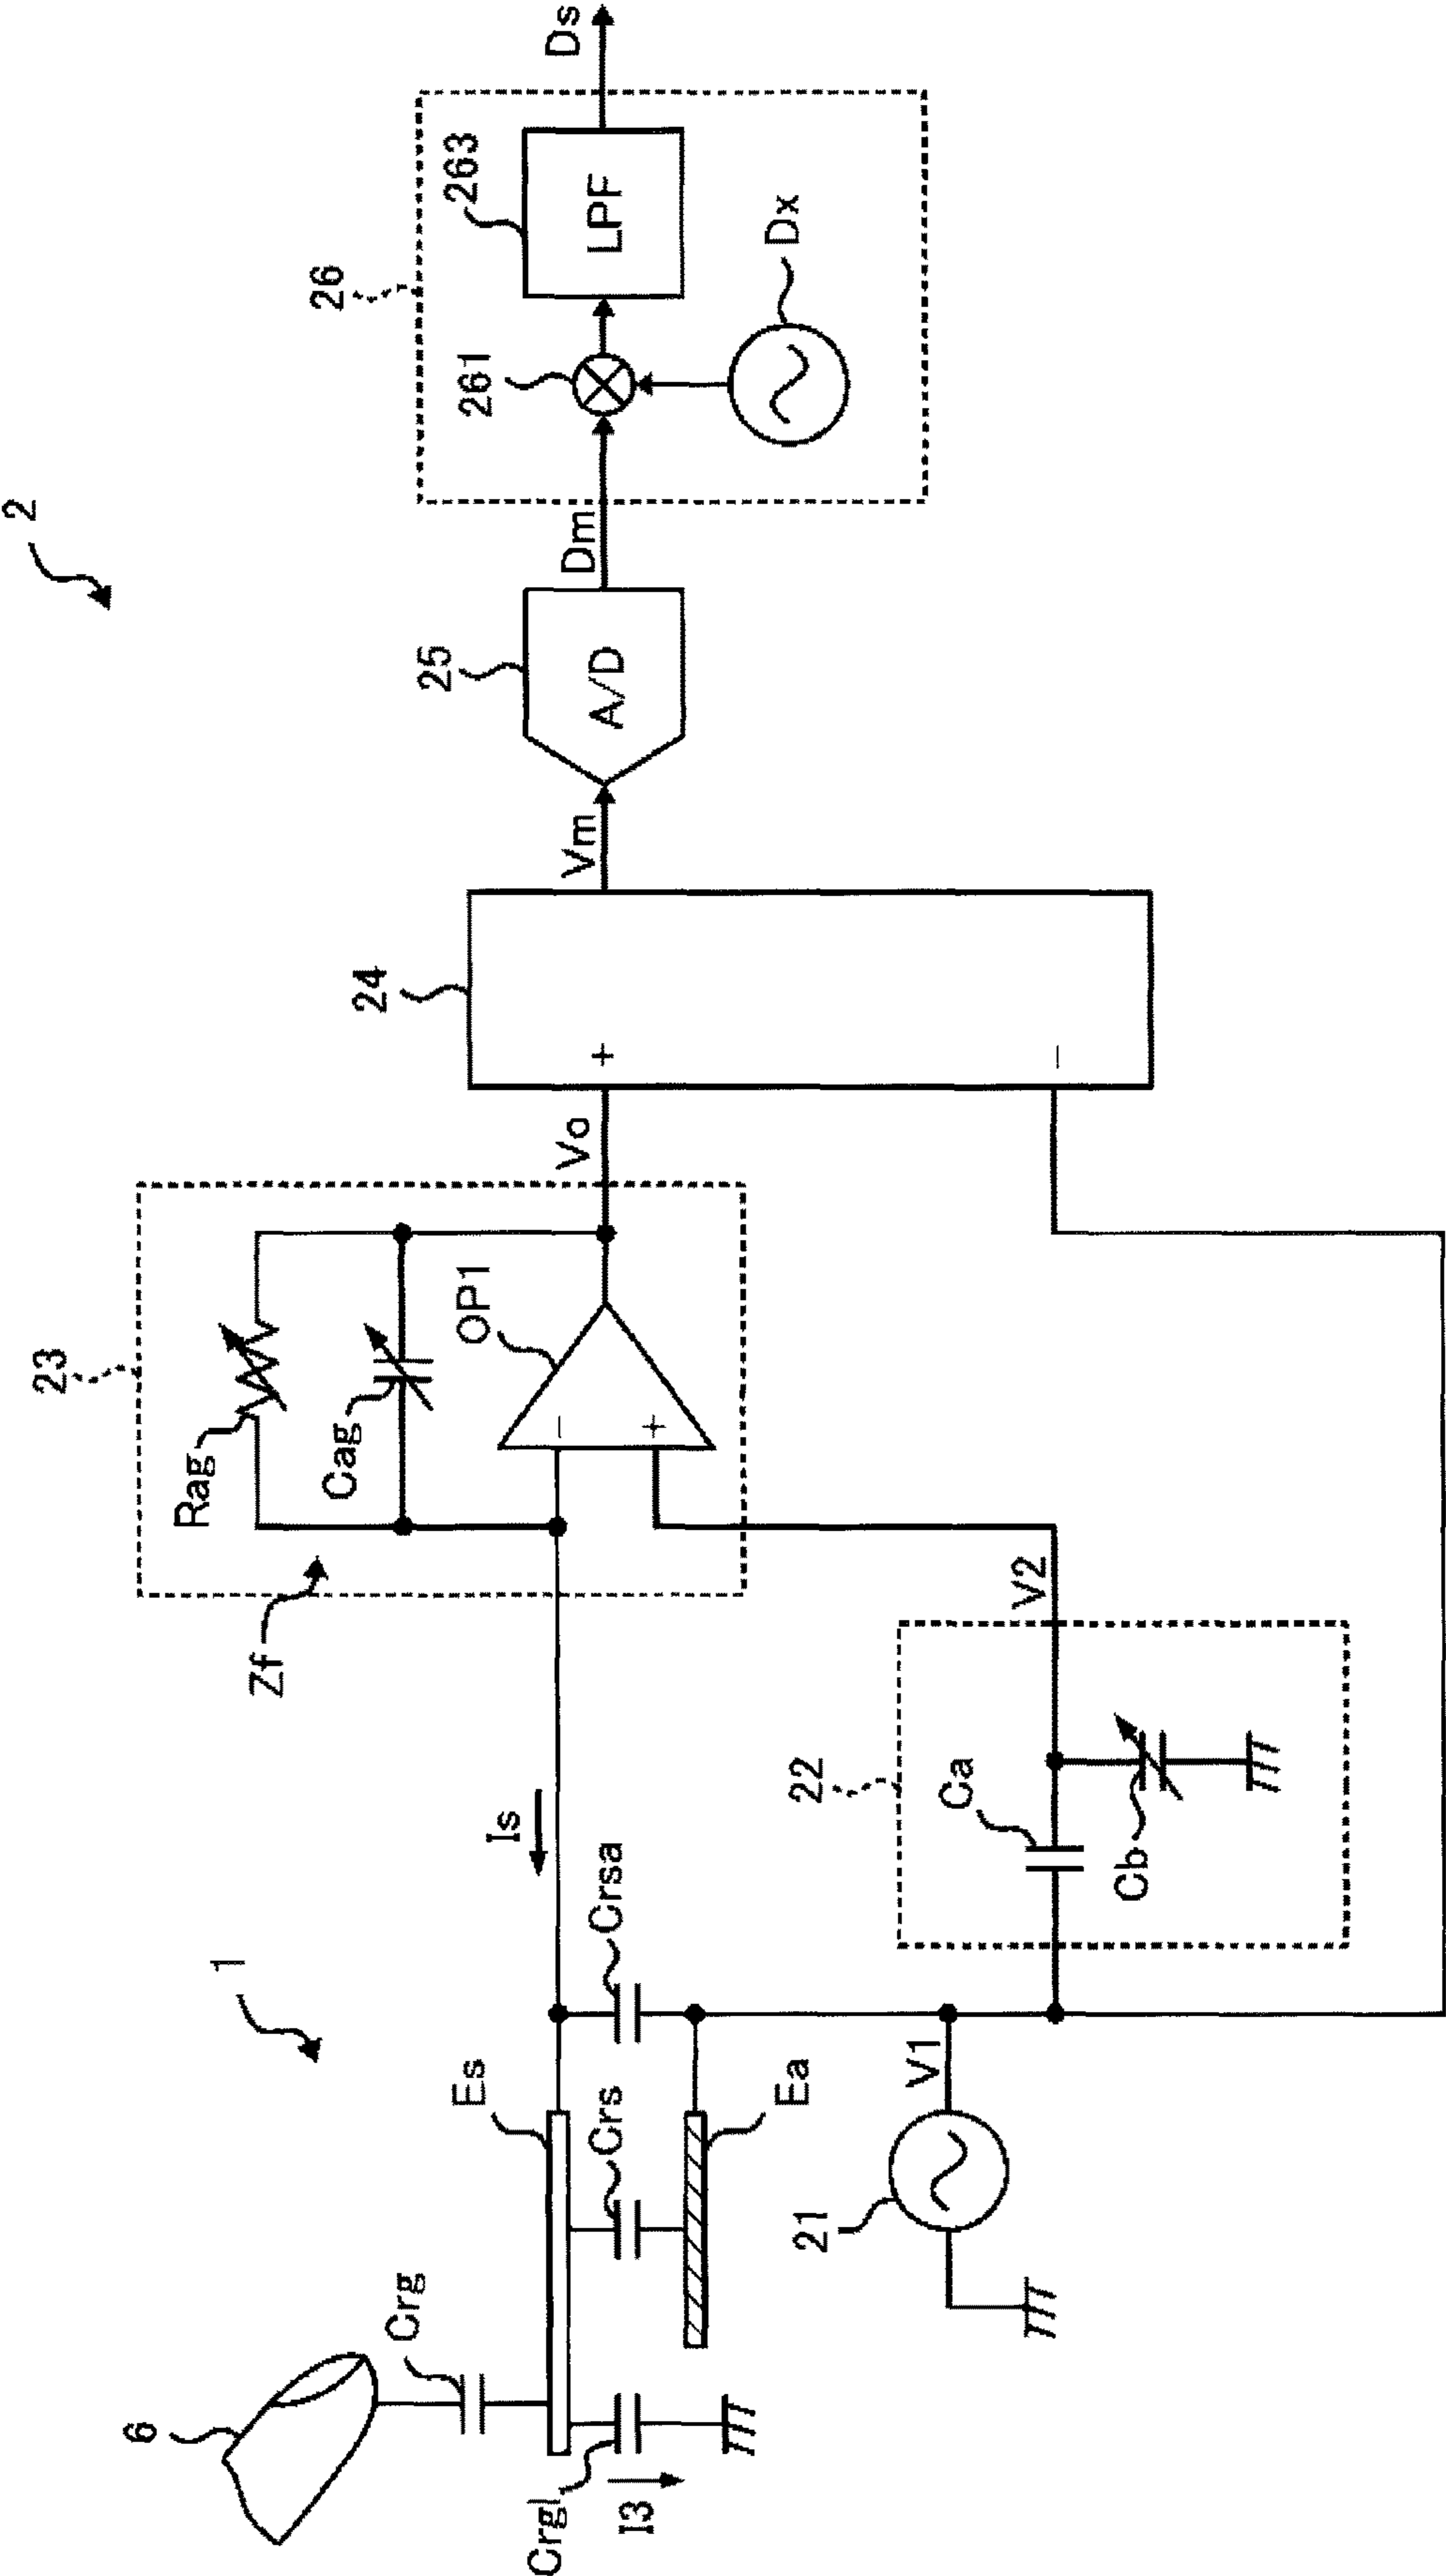 2
1
6
Crg
Crgl
I3
Es
Crs
Crsa
Ea
21
V1
Is
22
Ca
Cb
V2
23
Zf
Rag
Cag
OP1
−
+
Vo
24
+
−
Vm
25
A/D
Dm
26
261
263
LPF
Dx
Ds